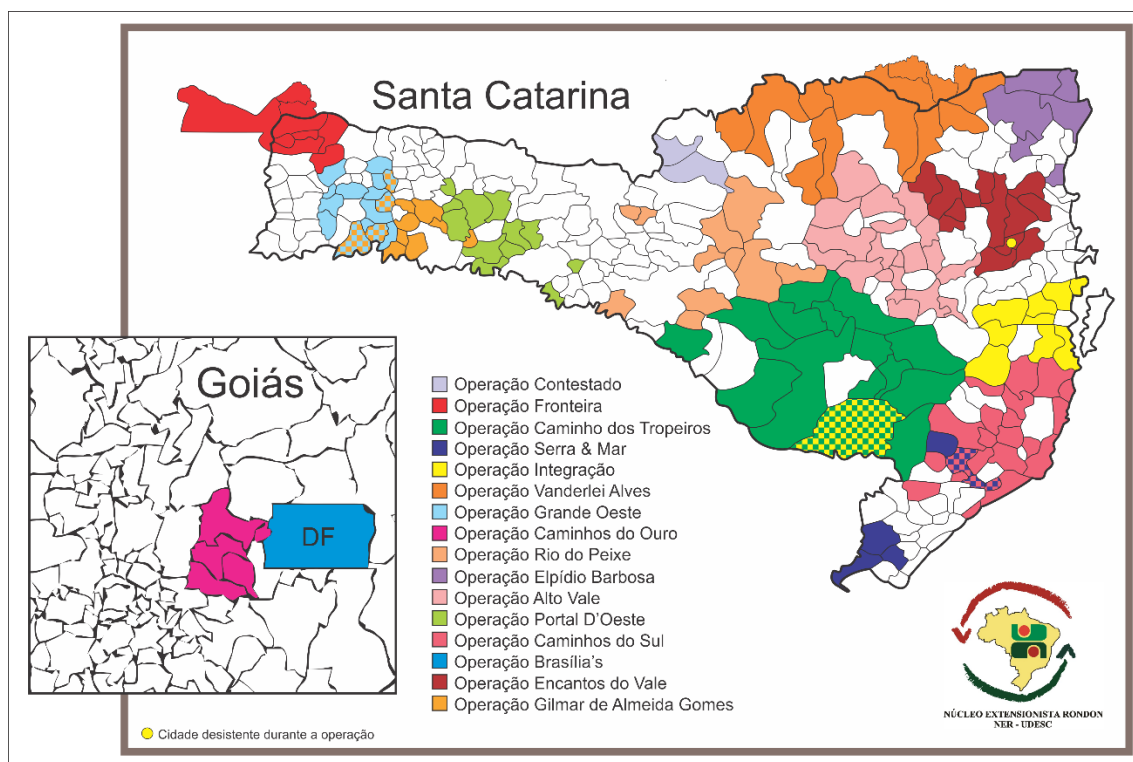 Santa Catarina
Goiás
DF
Operação Contestado
Operação Fronteira
Operação Caminho dos Tropeiros
Operação Serra & Mar
Operação Integração
Operação Vanderlei Alves
Operação Grande Oeste
Operação Caminhos do Ouro
Operação Rio do Peixe
Operação Elpídio Barbosa
Operação Alto Vale
Operação Portal D'Oeste
Operação Caminhos do Sul
Operação Brasília's
Operação Encantos do Vale
Operação Gilmar de Almeida Gomes
NÚCLEO EXTENSIONISTA RONDON
NER - UDESC
Cidade desistente durante a operação